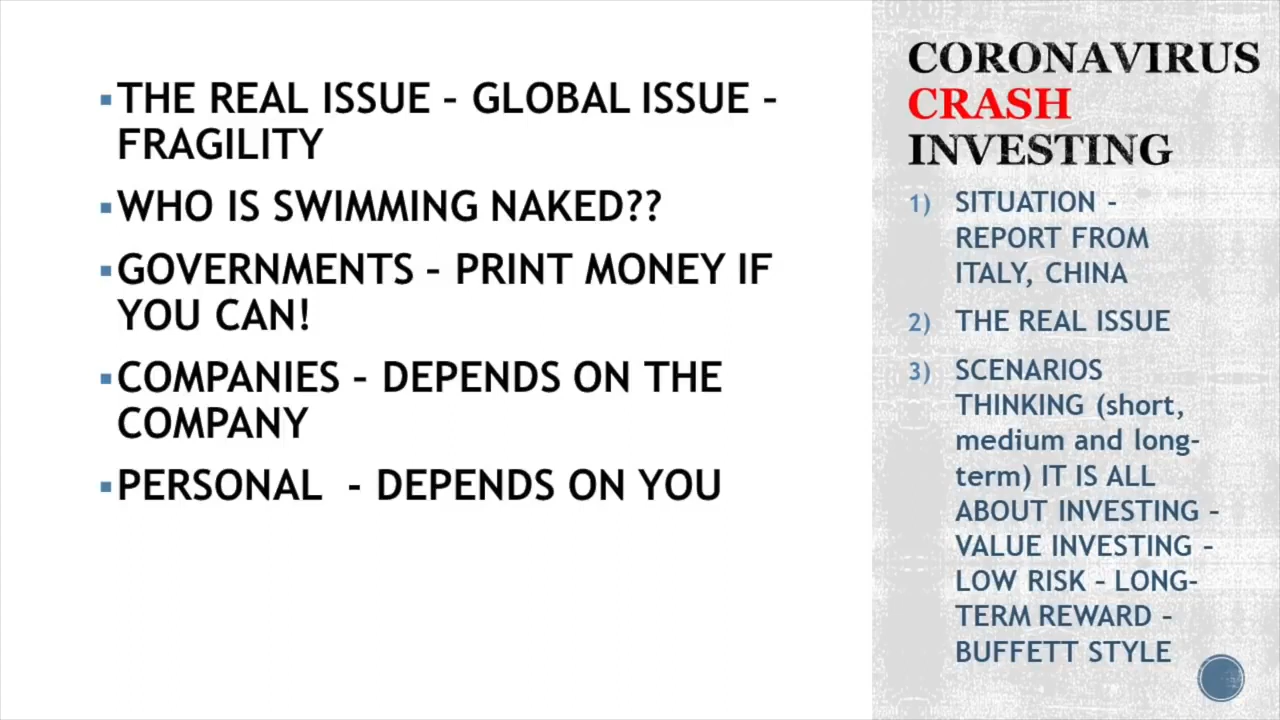 ▪THE REAL ISSUE – GLOBAL ISSUE –
FRAGILITY
▪WHO IS SWIMMING NAKED??
▪GOVERNMENTS – PRINT MONEY IF
YOU CAN!
▪COMPANIES – DEPENDS ON THE
COMPANY
▪PERSONAL - DEPENDS ON YOU
CORONAVIRUS
CRASH
INVESTING
1) SITUATION -
REPORT FROM
ITALY, CHINA
2) THE REAL ISSUE
3) SCENARIOS
THINKING (short,
medium and long-
term) IT IS ALL
ABOUT INVESTING –
VALUE INVESTING –
LOW RISK – LONG-
TERM REWARD –
BUFFETT STYLE